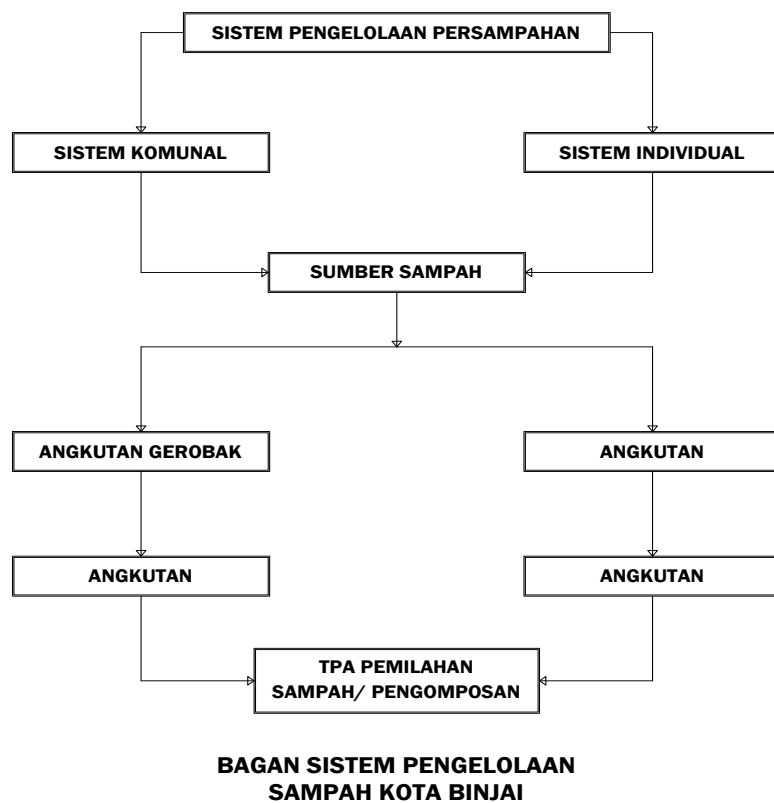 SISTEM PENGELOLAAN PERSAMPAHAN
SISTEM KOMUNAL
SISTEM INDIVIDUAL
SUMBER SAMPAH
ANGKUTAN GEROBAK
ANGKUTAN
ANGKUTAN
ANGKUTAN
TPA PEMILAHAN
SAMPAH/ PENGOMPOSAN
BAGAN SISTEM PENGELOLAAN
SAMPAH KOTA BINJAI